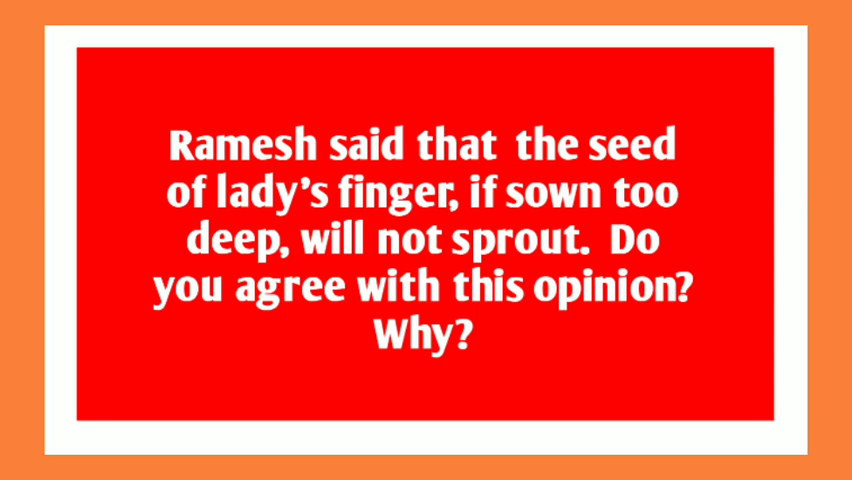 Ramesh said that the seed
of lady's finger, if sown too
deep, will not sprout. Do
you agree with this opinion?
Why?